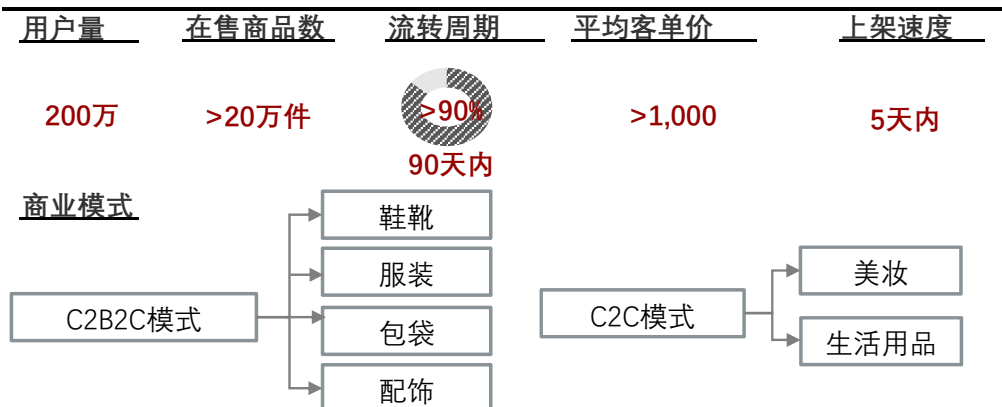 用户量 在售商品数 流转周期 平均客单价 上架速度
200万 >20万件 >90% >1,000 5天内
90天内
商业模式
鞋靴
服装 美妆
C2B2C模式 C2C模式
包袋 生活用品
配饰